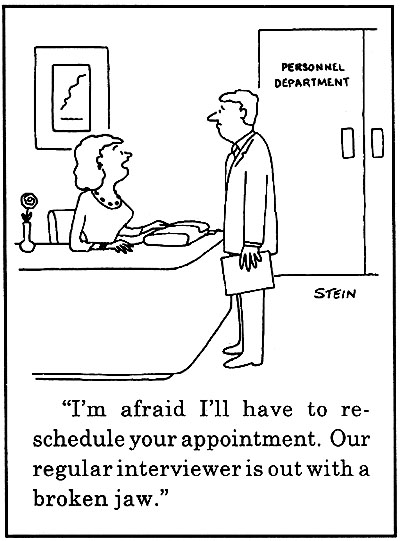 PERSONNEL
DEPARTMENT
STEIN
“I'm afraid I'll have to re-
schedule your appointment. Our
regular interviewer is out with a
broken jaw.”